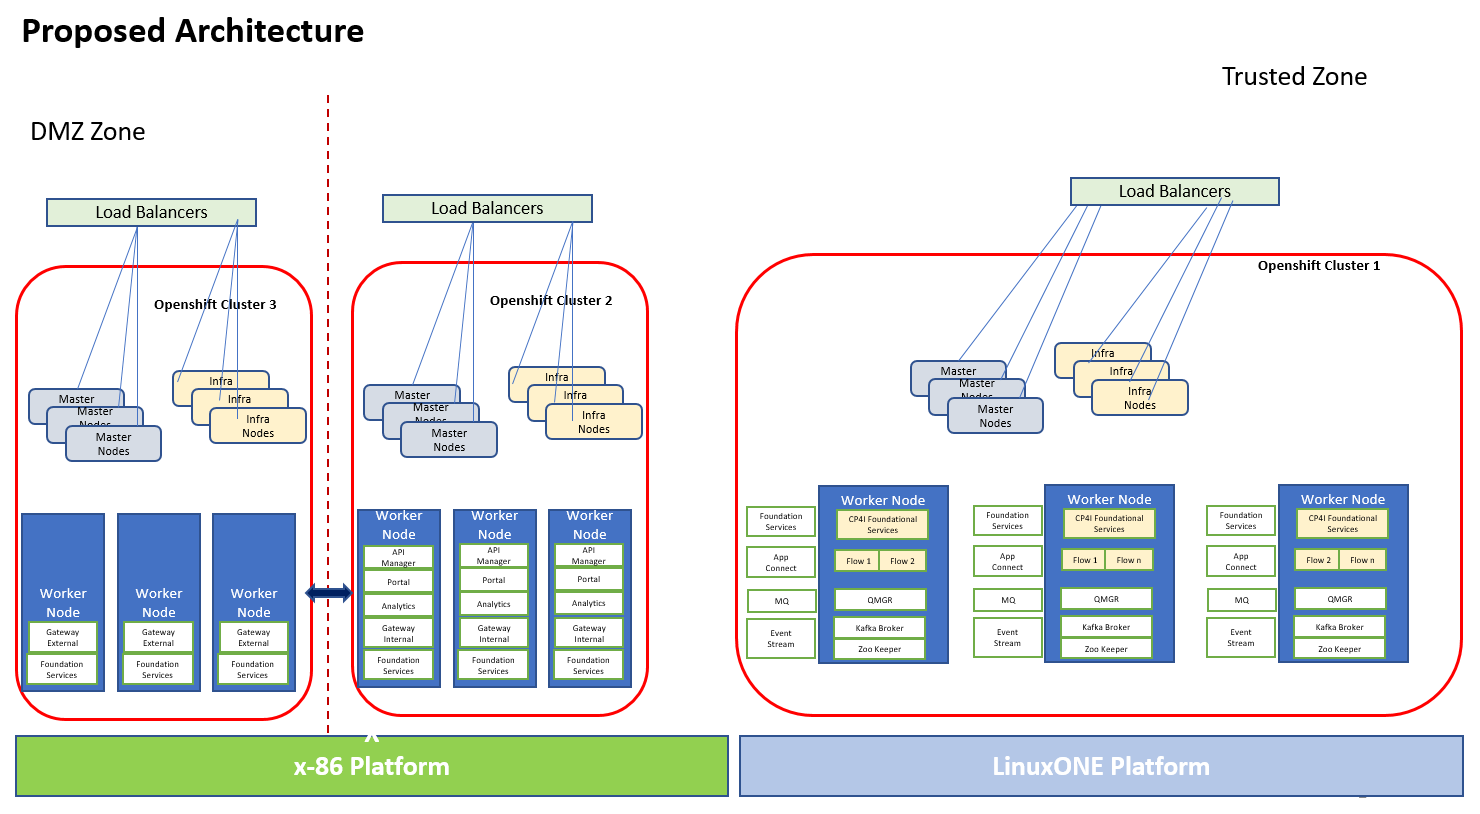 Proposed Architecture
Trusted Zone
DMZ Zone
Load Balancers
Openshift Cluster 3
Master
Master
Nodes
Master
Nodes
Infra
Infra
Infra
Nodes
Worker
Node
Gateway
External
Foundation
Services
Worker
Node
Gateway
External
Foundation
Services
Worker
Node
Gateway
External
Foundation
Services
Load Balancers
Openshift Cluster 2
Master
Master
Nodes
Master
Nodes
Infra
Infra
Infra
Nodes
Worker
Node
API
Manager
Portal
Analytics
Gateway
Internal
Foundation
Services
Worker
Node
API
Manager
Portal
Analytics
Gateway
Internal
Foundation
Services
Worker
Node
API
Manager
Portal
Analytics
Gateway
Internal
Foundation
Services
Load Balancers
Openshift Cluster 1
Master
Master
Nodes
Master
Nodes
Infra
Infra
Infra
Nodes
Foundation
Services
App
Connect
MQ
Event
Stream
Worker Node
CP4I Foundational
Services
Flow 1
Flow 2
QMGR
Kafka Broker
Zoo Keeper
Foundation
Services
App
Connect
MQ
Event
Stream
Worker Node
CP4I Foundational
Services
Flow 1
Flow n
QMGR
Kafka Broker
Zoo Keeper
Foundation
Services
App
Connect
MQ
Event
Stream
Worker Node
CP4I Foundational
Services
Flow 2
Flow n
QMGR
Kafka Broker
Zoo Keeper
x-86 Platform
LinuxONE Platform